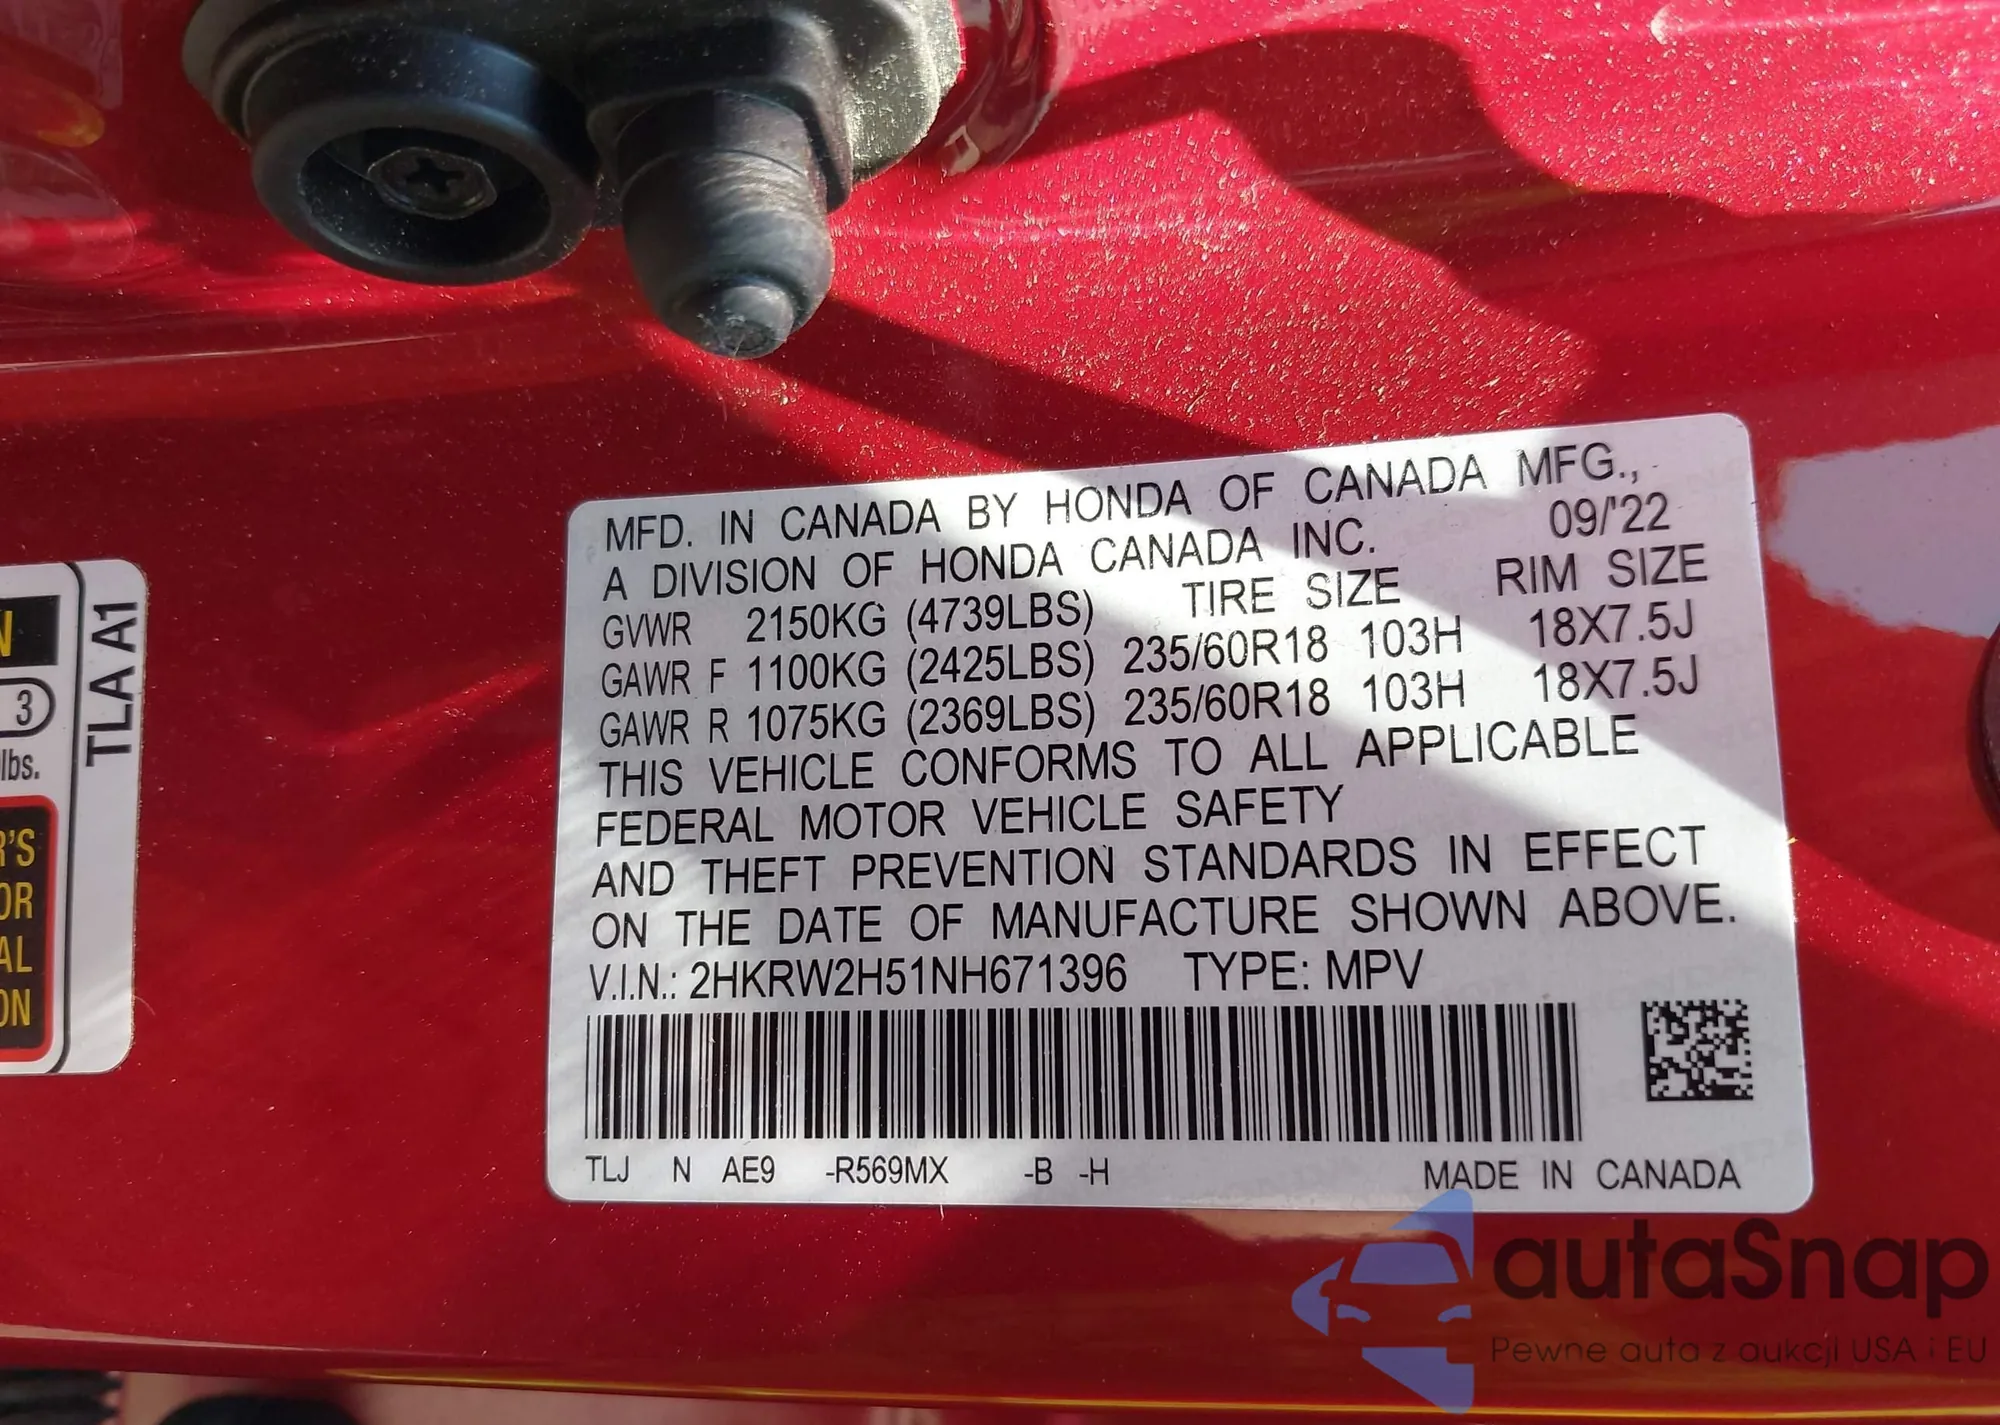 MFD. IN CANADA BY HONDA OF CANADA MFG.,
A DIVISION OF HONDA CANADA INC. 09/'22
GVWR 2150KG (4739LBS) TIRE SIZE RIM SIZE
GAWR F 1100KG (2425LBS) 235/60R18 103H 18X7.5J
GAWR R 1075KG (2369LBS) 235/60R18 103H 18X7.5J
THIS VEHICLE CONFORMS TO ALL APPLICABLE
FEDERAL MOTOR VEHICLE SAFETY
AND THEFT PREVENTION STANDARDS IN EFFECT
ON THE DATE OF MANUFACTURE SHOWN ABOVE.
V.I.N.: 2HKRW2H51NH671396 TYPE: MPV
TLJ N AE9 -R569MX -B -H MADE IN CANADA
N
3
lbs.
R'S
OR
AL
ON
TLA A1
autaSnap
Pewne auta z aukcji USA i EU